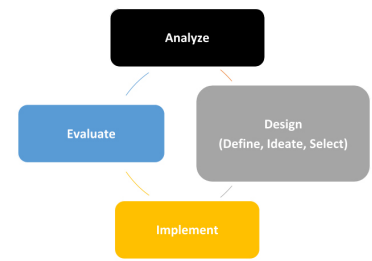 Analyze
Design
(Define, Ideate, Select)
Evaluate
Implement